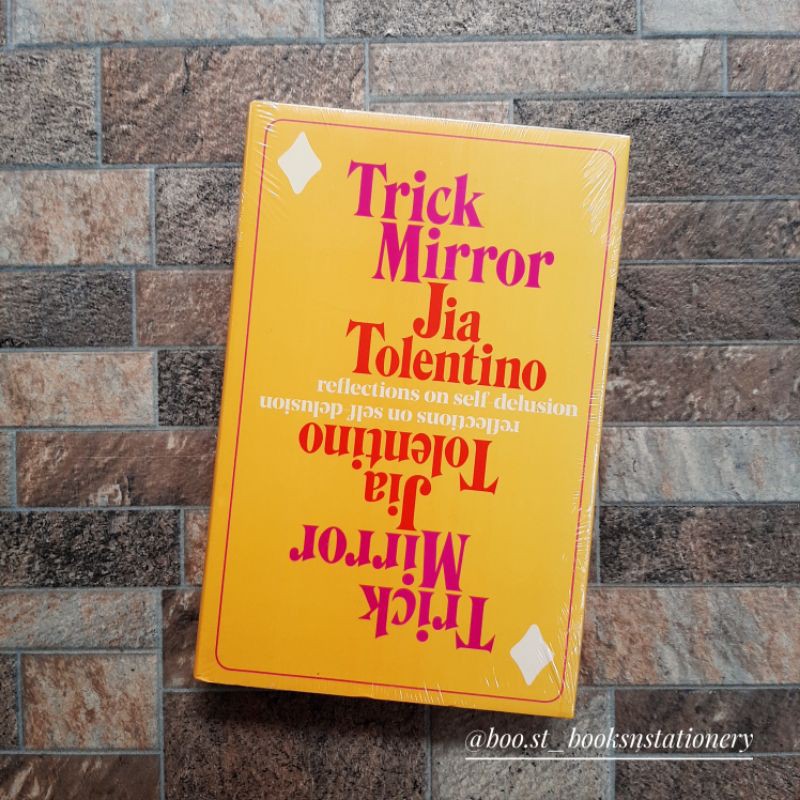 Trick
Mirror
Jia
Tolentino
reflections on self-delusion
reflections on self-delusion
Tolentino
Jia
Mirror
Trick
@boo.st_booksnstationery